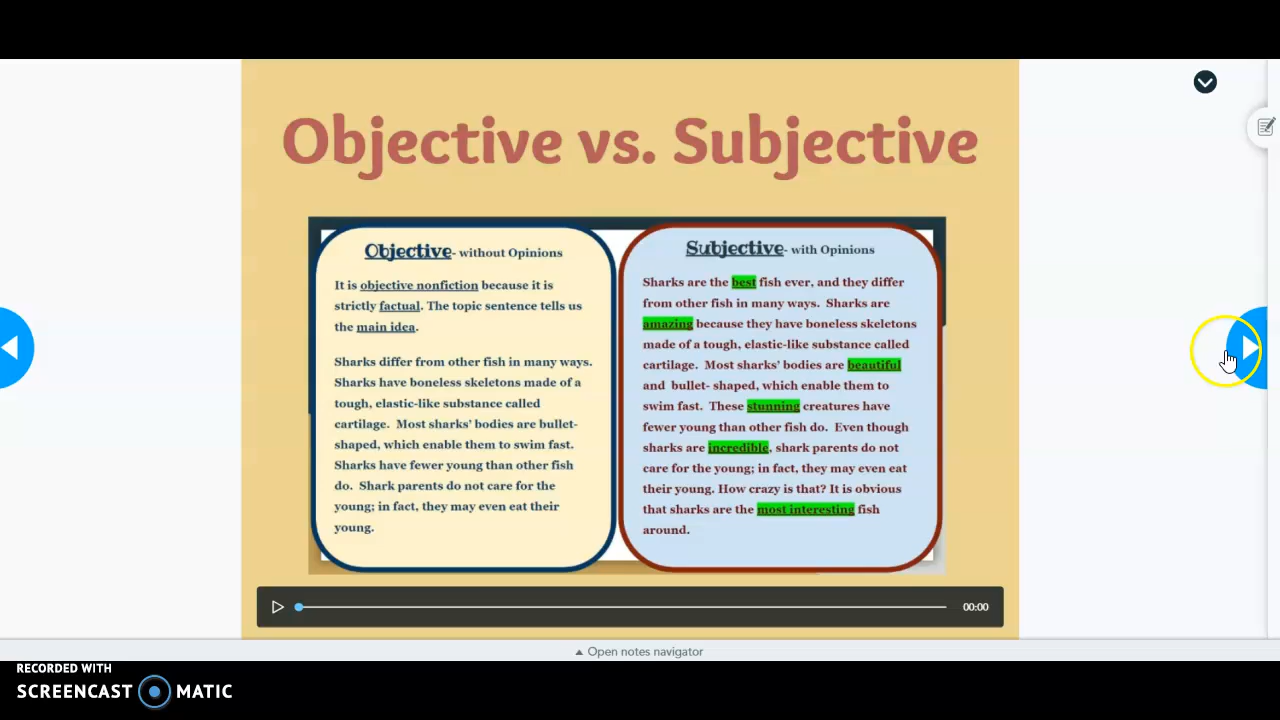 Objective vs. Subjective
Objective- without Opinions
It is objective nonfiction because it is
strictly factual. The topic sentence tells us
the main idea.
Sharks differ from other fish in many ways.
Sharks have boneless skeletons made of a
tough, elastic-like substance called
cartilage. Most sharks' bodies are bullet-
shaped, which enable them to swim fast.
Sharks have fewer young than other fish
do. Shark parents do not care for the
young; in fact, they may even eat their
young.
Subjective- with Opinions
Sharks are the best fish ever, and they differ
from other fish in many ways. Sharks are
amazing because they have boneless skeletons
made of a tough, elastic-like substance called
cartilage. Most sharks' bodies are beautiful
and bullet- shaped, which enable them to
swim fast. These stunning creatures have
fewer young than other fish do. Even though
sharks are incredible, shark parents do not
care for the young; in fact, they may even eat
their young. How crazy is that? It is obvious
that sharks are the most interesting fish
around.
00:00
Open notes navigator
RECORDED WITH
SCREENCAST MATIC